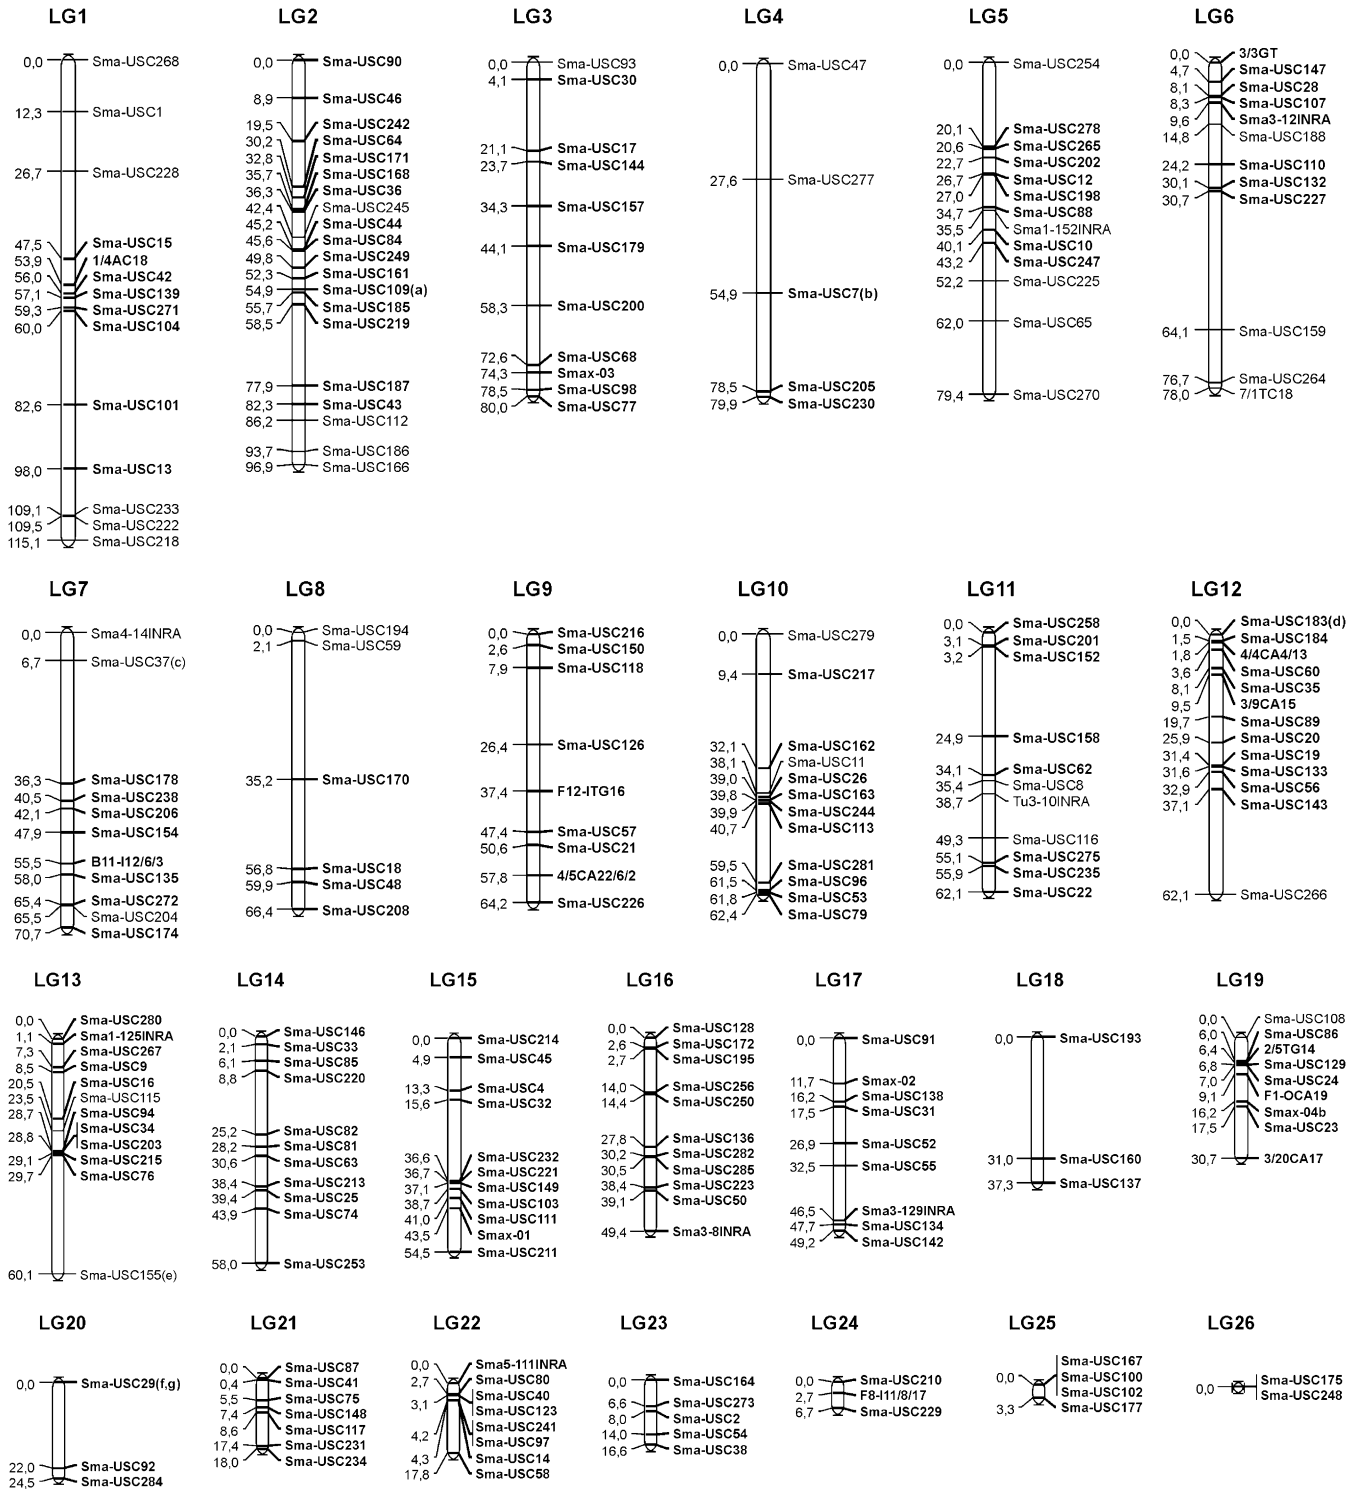 LG1
0,0 Sma-USC268
12,3 Sma-USC1
26,7 Sma-USC228
47,5 Sma-USC15
53,9 1/4AC18
56,0 Sma-USC42
57,1 Sma-USC139
59,3 Sma-USC271
60,0 Sma-USC104
82,6 Sma-USC101
98,0 Sma-USC13
109,1 Sma-USC233
109,5 Sma-USC222
115,1 Sma-USC218
LG2
0,0 Sma-USC90
8,9 Sma-USC46
19,5 Sma-USC242
30,2 Sma-USC64
32,8 Sma-USC171
35,7 Sma-USC168
36,3 Sma-USC36
42,4 Sma-USC245
45,2 Sma-USC44
45,6 Sma-USC84
49,8 Sma-USC249
52,3 Sma-USC161
54,9 Sma-USC109(a)
55,7 Sma-USC185
58,5 Sma-USC219
77,9 Sma-USC187
82,3 Sma-USC43
86,2 Sma-USC112
93,7 Sma-USC186
96,9 Sma-USC166
LG3
0,0 Sma-USC93
4,1 Sma-USC30
21,1 Sma-USC17
23,7 Sma-USC144
34,3 Sma-USC157
44,1 Sma-USC179
58,3 Sma-USC200
72,6 Sma-USC68
74,3 Smax-03
78,5 Sma-USC98
80,0 Sma-USC77
LG4
0,0 Sma-USC47
27,6 Sma-USC277
54,9 Sma-USC7(b)
78,5 Sma-USC205
79,9 Sma-USC230
LG5
0,0 Sma-USC254
20,1 Sma-USC278
20,6 Sma-USC265
22,7 Sma-USC202
26,7 Sma-USC12
27,0 Sma-USC198
34,7 Sma-USC88
35,5 Sma1-152INRA
40,1 Sma-USC10
43,2 Sma-USC247
52,2 Sma-USC225
62,0 Sma-USC65
79,4 Sma-USC270
LG6
0,0 3/3GT
4,7 Sma-USC147
8,1 Sma-USC28
8,3 Sma-USC107
9,6 Sma3-12INRA
14,8 Sma-USC188
24,2 Sma-USC110
30,1 Sma-USC132
30,7 Sma-USC227
64,1 Sma-USC159
76,7 Sma-USC264
78,0 7/1TC18
LG7
0,0 Sma4-14INRA
6,7 Sma-USC37(c)
36,3 Sma-USC178
40,5 Sma-USC238
42,1 Sma-USC206
47,9 Sma-USC154
55,5 B11-I12/6/3
58,0 Sma-USC135
65,4 Sma-USC272
65,5 Sma-USC204
70,7 Sma-USC174
LG8
0,0 Sma-USC194
2,1 Sma-USC59
35,2 Sma-USC170
56,8 Sma-USC18
59,9 Sma-USC48
66,4 Sma-USC208
LG9
0,0 Sma-USC216
2,6 Sma-USC150
7,9 Sma-USC118
26,4 Sma-USC126
37,4 F12-ITG16
47,4 Sma-USC57
50,6 Sma-USC21
57,8 4/5CA22/6/2
64,2 Sma-USC226
LG10
0,0 Sma-USC279
9,4 Sma-USC217
32,1 Sma-USC162
38,1 Sma-USC11
39,0 Sma-USC26
39,8 Sma-USC163
39,9 Sma-USC244
40,7 Sma-USC113
59,5 Sma-USC281
61,5 Sma-USC96
61,8 Sma-USC53
62,4 Sma-USC79
LG11
0,0 Sma-USC258
3,1 Sma-USC201
3,2 Sma-USC152
24,9 Sma-USC158
34,1 Sma-USC62
35,4 Sma-USC8
38,7 Tu3-10INRA
49,3 Sma-USC116
55,1 Sma-USC275
55,9 Sma-USC235
62,1 Sma-USC22
LG12
0,0 Sma-USC183(d)
1,5 Sma-USC184
1,8 4/4CA4/13
3,6 Sma-USC60
8,1 Sma-USC35
9,5 3/9CA15
19,7 Sma-USC89
25,9 Sma-USC20
31,4 Sma-USC19
31,6 Sma-USC133
32,9 Sma-USC56
37,1 Sma-USC143
62,1 Sma-USC266
LG13
0,0 Sma-USC280
1,1 Sma1-125INRA
7,3 Sma-USC267
8,5 Sma-USC9
20,5 Sma-USC16
23,5 Sma-USC115
28,7 Sma-USC94
Sma-USC34
28,8 Sma-USC203
29,1 Sma-USC215
29,7 Sma-USC76
60,1 Sma-USC155(e)
LG14
0,0 Sma-USC146
2,1 Sma-USC33
6,1 Sma-USC85
8,8 Sma-USC220
25,2 Sma-USC82
28,2 Sma-USC81
30,6 Sma-USC63
38,4 Sma-USC213
39,4 Sma-USC25
43,9 Sma-USC74
58,0 Sma-USC253
LG15
0,0 Sma-USC214
4,9 Sma-USC45
13,3 Sma-USC4
15,6 Sma-USC32
36,6 Sma-USC232
36,7 Sma-USC221
37,1 Sma-USC149
38,7 Sma-USC103
41,0 Sma-USC111
43,5 Smax-01
54,5 Sma-USC211
LG16
0,0 Sma-USC128
2,6 Sma-USC172
2,7 Sma-USC195
14,0 Sma-USC256
14,4 Sma-USC250
27,8 Sma-USC136
30,2 Sma-USC282
30,5 Sma-USC285
38,4 Sma-USC223
39,1 Sma-USC50
49,4 Sma3-8INRA
LG17
0,0 Sma-USC91
11,7 Smax-02
16,2 Sma-USC138
17,5 Sma-USC31
26,9 Sma-USC52
32,5 Sma-USC55
46,5 Sma3-129INRA
47,7 Sma-USC134
49,2 Sma-USC142
LG18
0,0 Sma-USC193
31,0 Sma-USC160
37,3 Sma-USC137
LG19
0,0 Sma-USC108
6,0 Sma-USC86
6,4 2/5TG14
6,8 Sma-USC129
7,0 Sma-USC24
9,1 F1-OCA19
16,2 Smax-04b
17,5 Sma-USC23
30,7 3/20CA17
LG20
0,0 Sma-USC29(f,g)
22,0 Sma-USC92
24,5 Sma-USC284
LG21
0,0 Sma-USC87
0,4 Sma-USC41
5,5 Sma-USC75
7,4 Sma-USC148
8,6 Sma-USC117
17,4 Sma-USC231
18,0 Sma-USC234
LG22
0,0 Sma5-111INRA
2,7 Sma-USC80
Sma-USC40
3,1 Sma-USC123
Sma-USC241
4,2 Sma-USC97
4,3 Sma-USC14
17,8 Sma-USC58
LG23
0,0 Sma-USC164
6,6 Sma-USC273
8,0 Sma-USC2
14,0 Sma-USC54
16,6 Sma-USC38
LG24
0,0 Sma-USC210
2,7 F8-I11/8/17
6,7 Sma-USC229
LG25
Sma-USC167
0,0 Sma-USC100
Sma-USC102
3,3 Sma-USC177
LG26
0,0 Sma-USC175
Sma-USC248